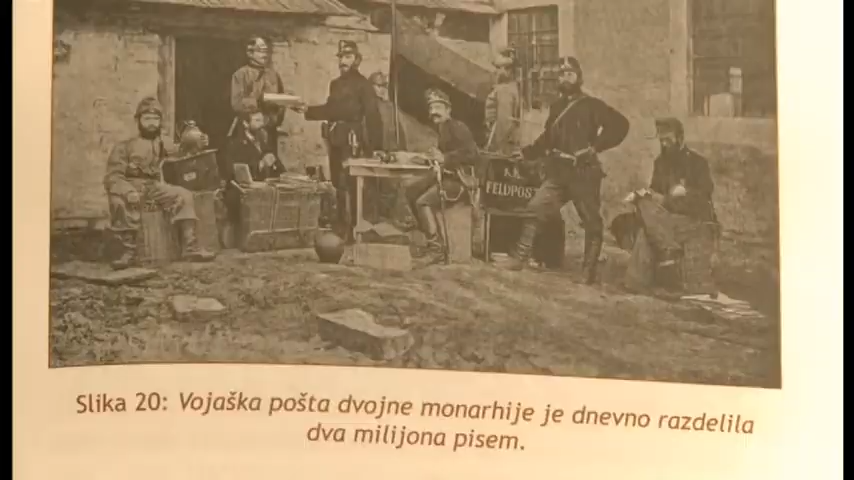 K.K.
FELDPOST
Slika 20: Vojaška pošta dvojne monarhije je dnevno razdelila
dva milijona pisem.